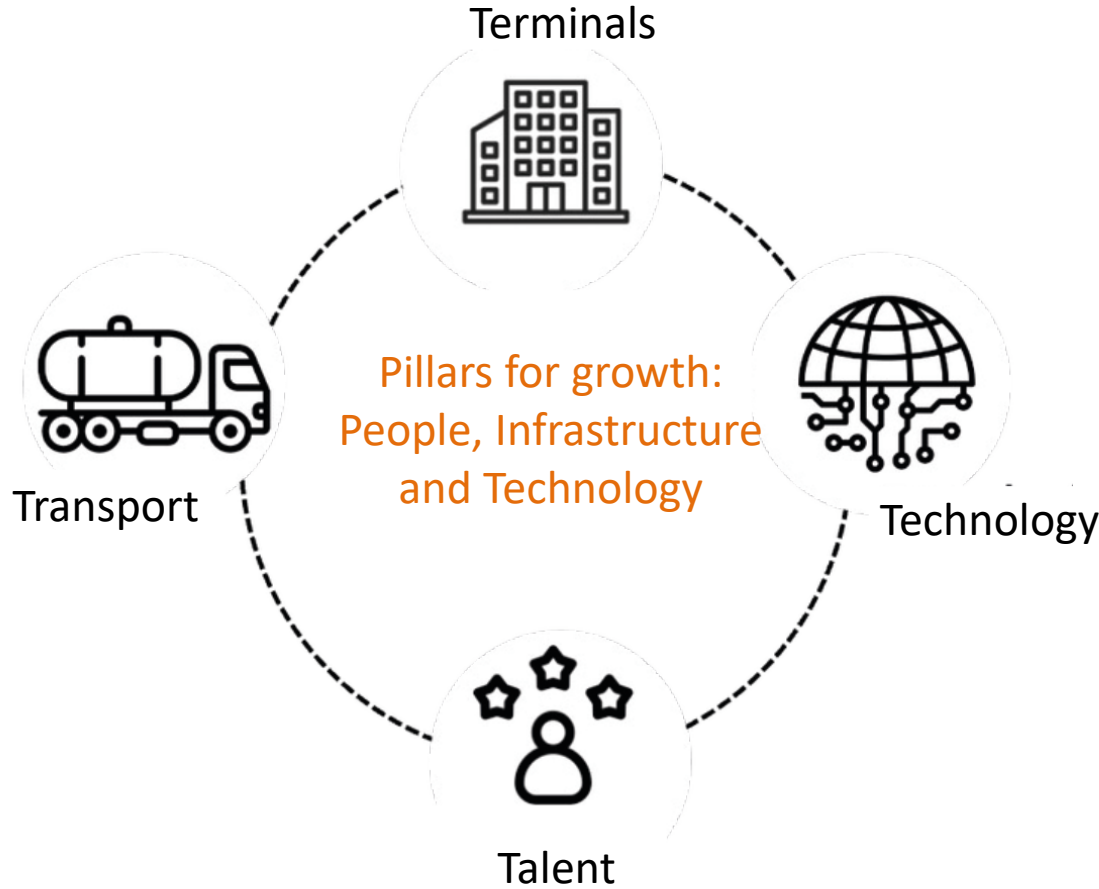 Terminals
Pillars for growth:
People, Infrastructure
and Technology
Transport
Technology
Talent